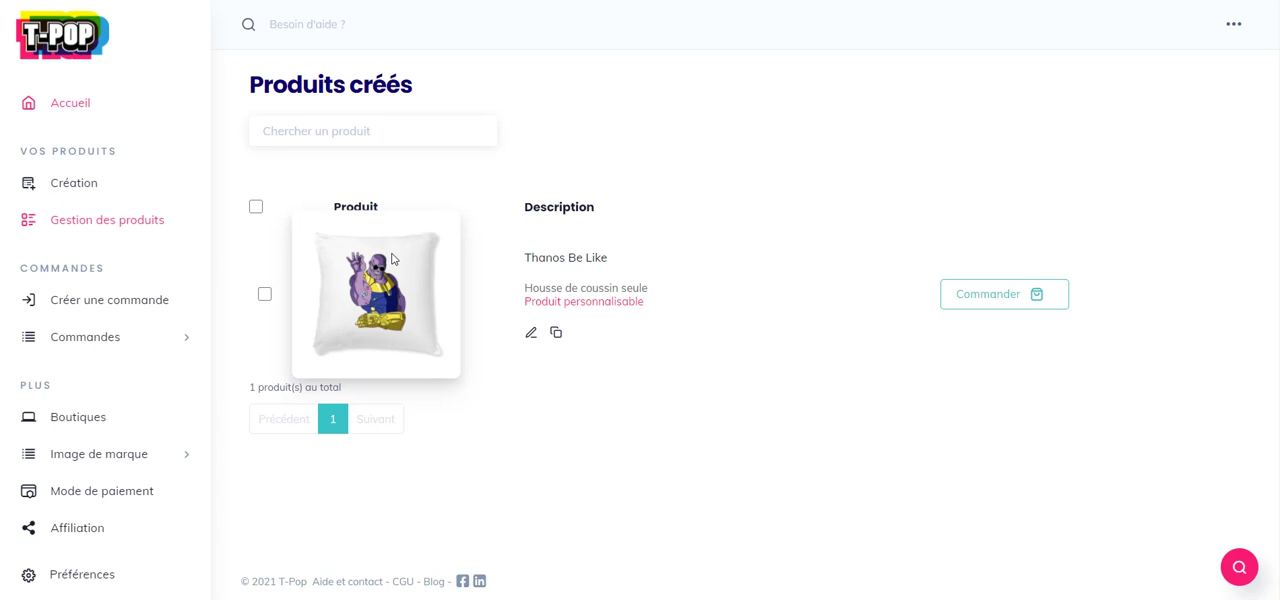 T-POP
Besoin d'aide ?
Accueil
VOS PRODUITS
Création
Gestion des produits
COMMANDES
Créer une commande
Commandes
PLUS
Boutiques
Image de marque
Mode de paiement
Affiliation
Préférences
Produits créés
Chercher un produit
Produit
Description
Thanos Be Like
Housse de coussin seule
Produit personnalisable
Commander
1 produit(s) au total
Précédent 1 Suivant
© 2021 T-Pop Aide et contact - CGU - Blog -